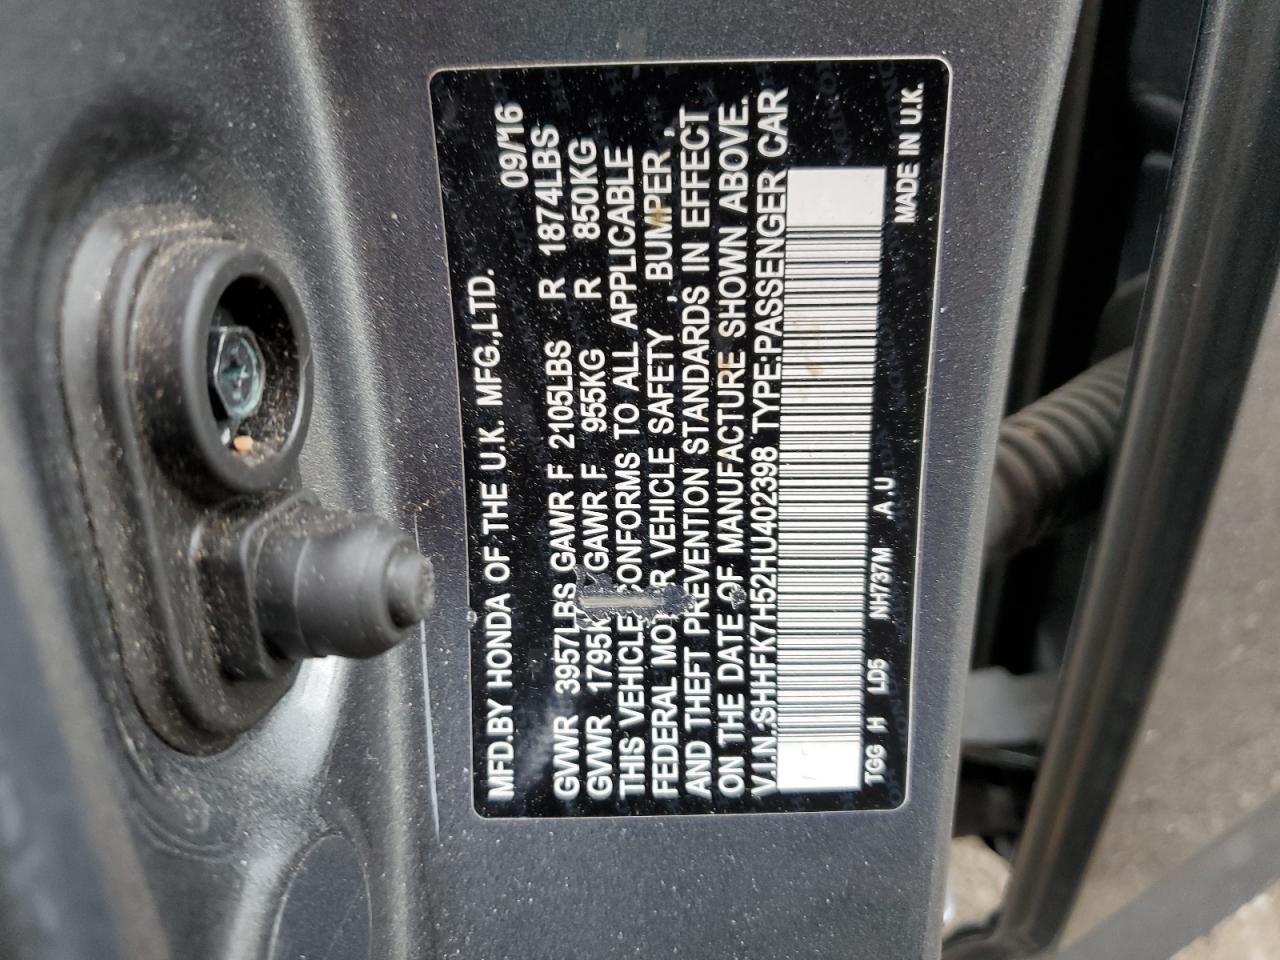 MFD.BY HONDA OF THE U.K. MFG.,LTD. 09/16
GVWR 3957LBS GAWR F 2105LBS R 1874LBS
GVWR 1795K GAWR F 955KG R 850KG
THIS VEHICLE CONFORMS TO ALL APPLICABLE
FEDERAL MO R VEHICLE SAFETY , BUMPER ,
AND THEFT PREVENTION STANDARDS IN EFFECT
ON THE DATE OF MANUFACTURE SHOWN ABOVE.
V.I.N.:SHHFK7H52HU402398 TYPE:PASSENGER CAR
TGG H LD5 NH737M A.U MADE IN U.K.